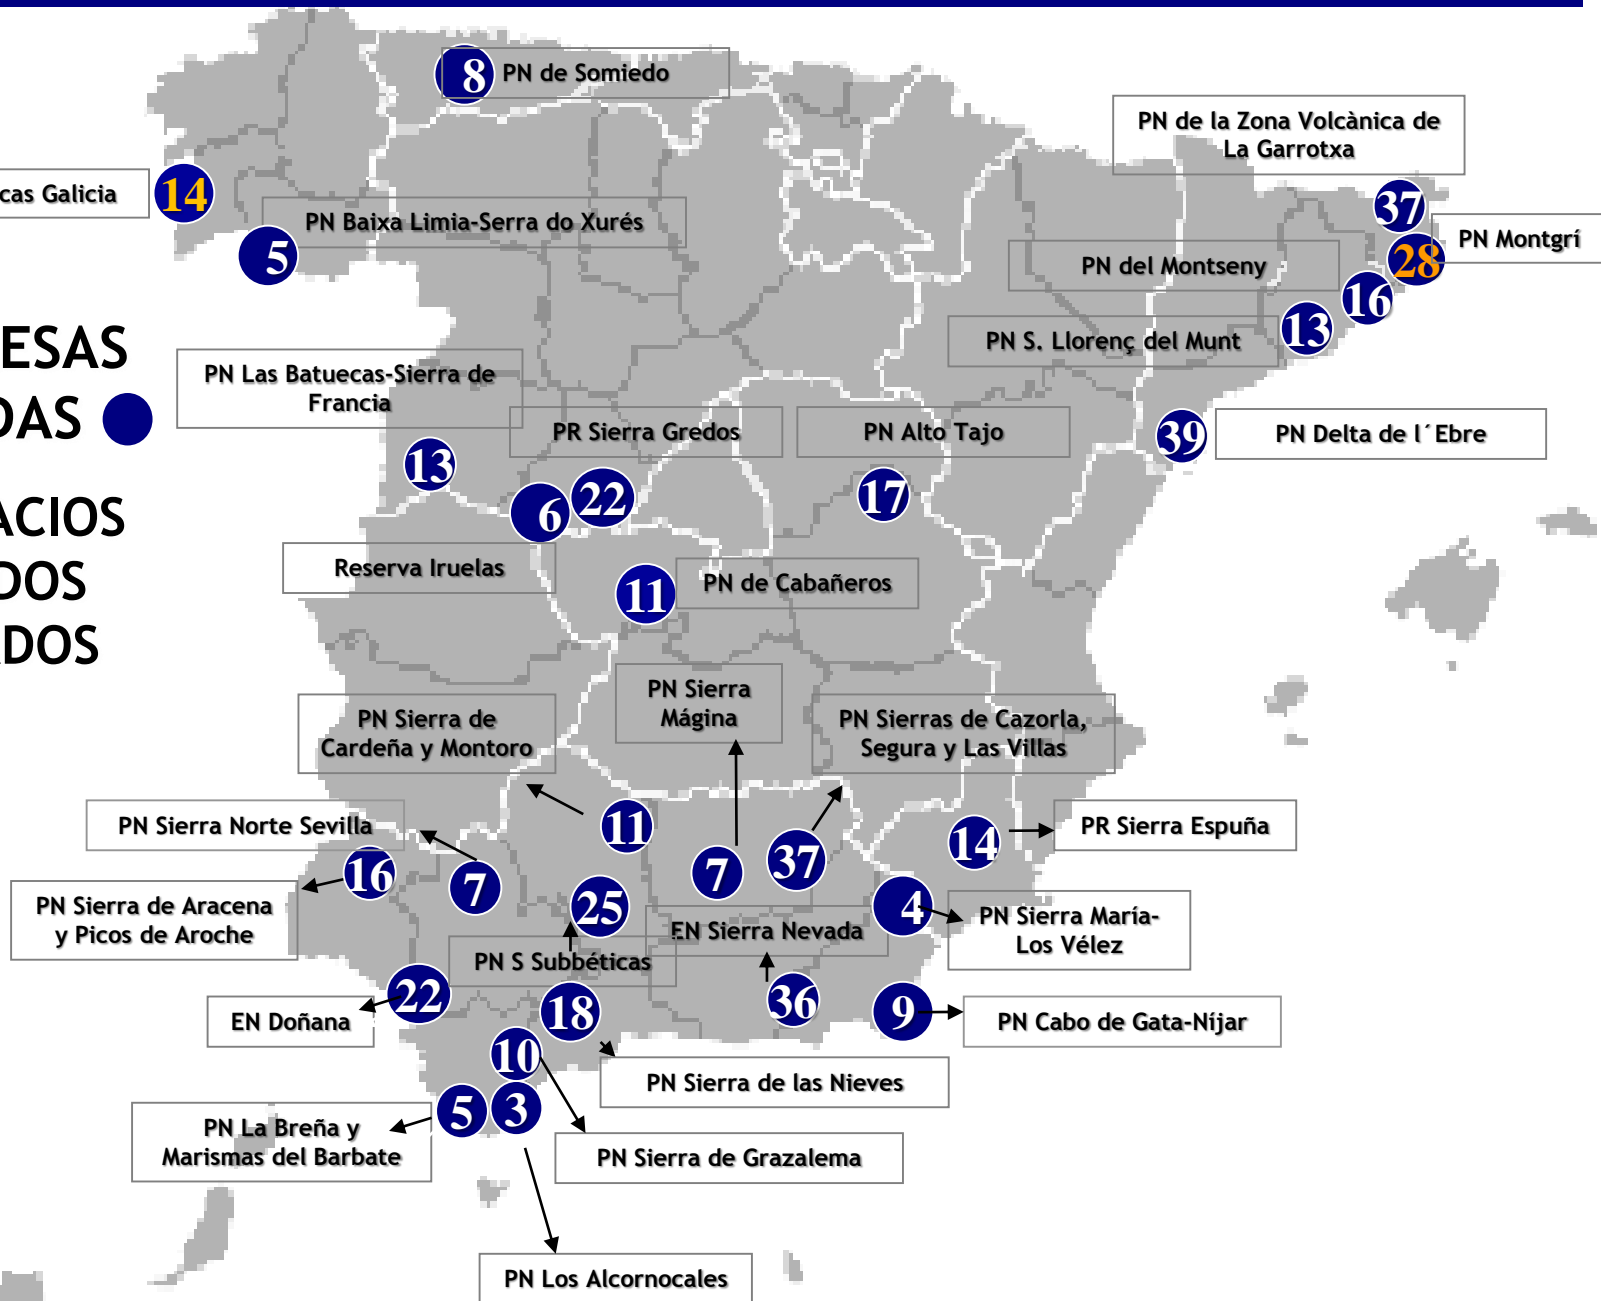 8
PN de Somiedo
PN de la Zona Volcànica de
La Garrotxa
cas Galicia
14
37
PN Baixa Limia-Serra do Xurés
5
PN Montgrí
28
PN del Montseny
16
PN S. Llorenç del Munt
13
ESAS
DAS
ACIOS
DOS
ADOS
PN Las Batuecas-Sierra de
Francia
13
PR Sierra Gredos
22
6
Reserva Iruelas
PN Alto Tajo
17
39
PN Delta de l´Ebre
11
PN de Cabañeros
PN Sierra
Mágina
7
PN Sierra de
Cardeña y Montoro
11
PN Sierras de Cazorla,
Segura y Las Villas
37
PN Sierra Norte Sevilla
7
16
PN Sierra de Aracena
y Picos de Aroche
14
PR Sierra Espuña
4
PN Sierra María-
Los Vélez
25
PN S Subbéticas
EN Sierra Nevada
36
22
EN Doñana
18
PN Sierra de las Nieves
9
PN Cabo de Gata-Níjar
10
PN Sierra de Grazalema
5
PN La Breña y
Marismas del Barbate
3
PN Los Alcornocales